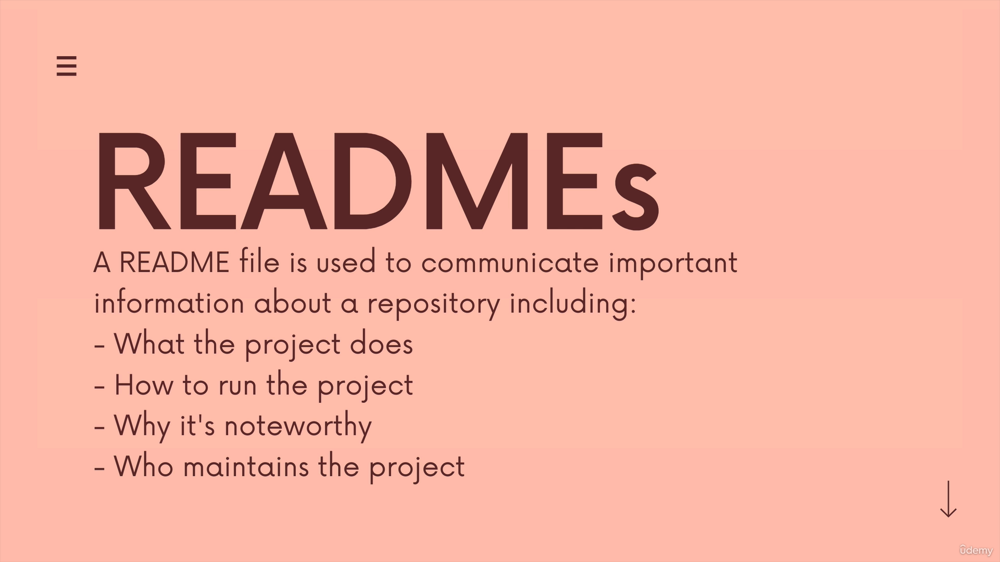 READMEs
A README file is used to communicate important
information about a repository including:
- What the project does
- How to run the project
- Why it's noteworthy
- Who maintains the project
ûdemy